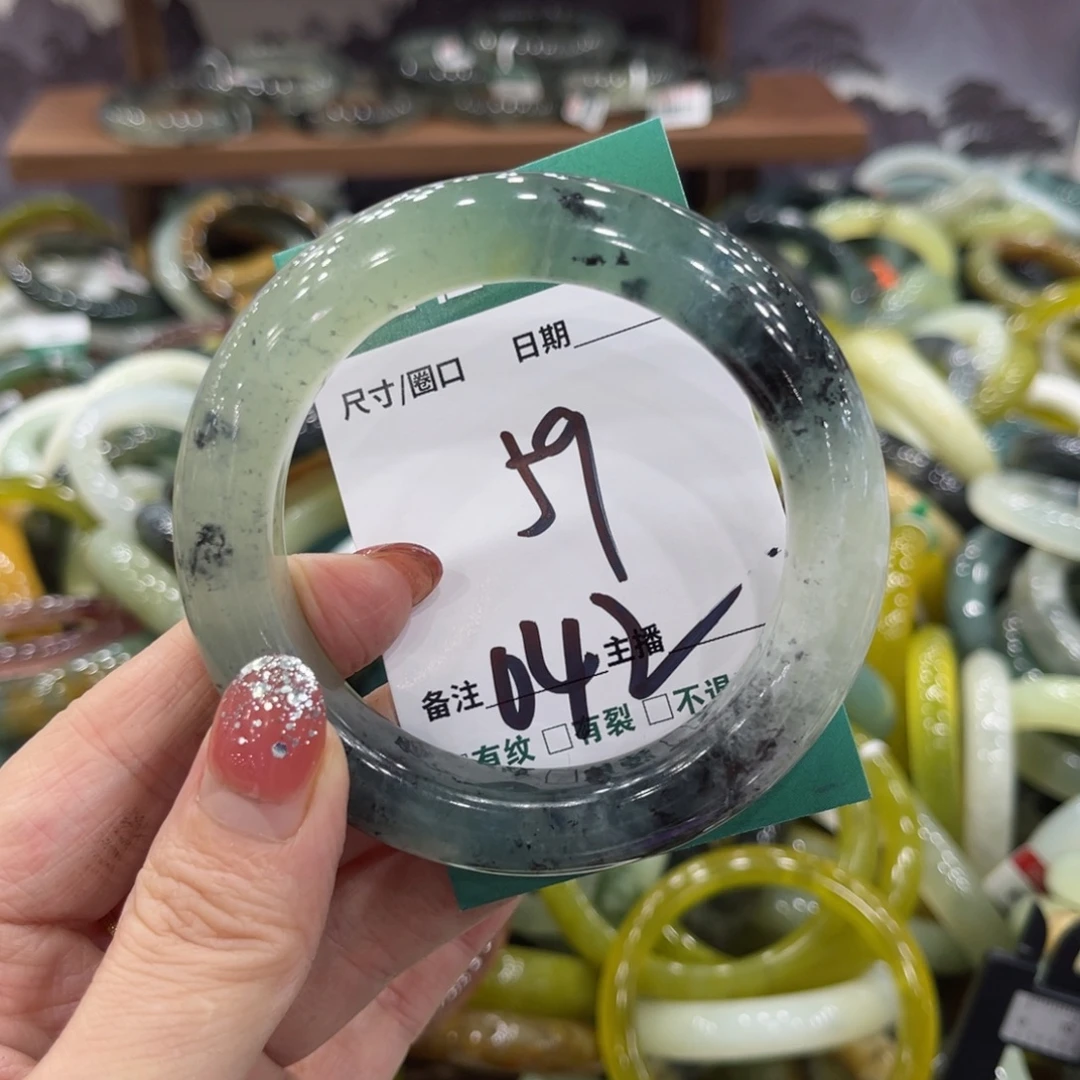 日期
尺寸/圈口
59
042
主播
备注
有纹 □有裂 □不退